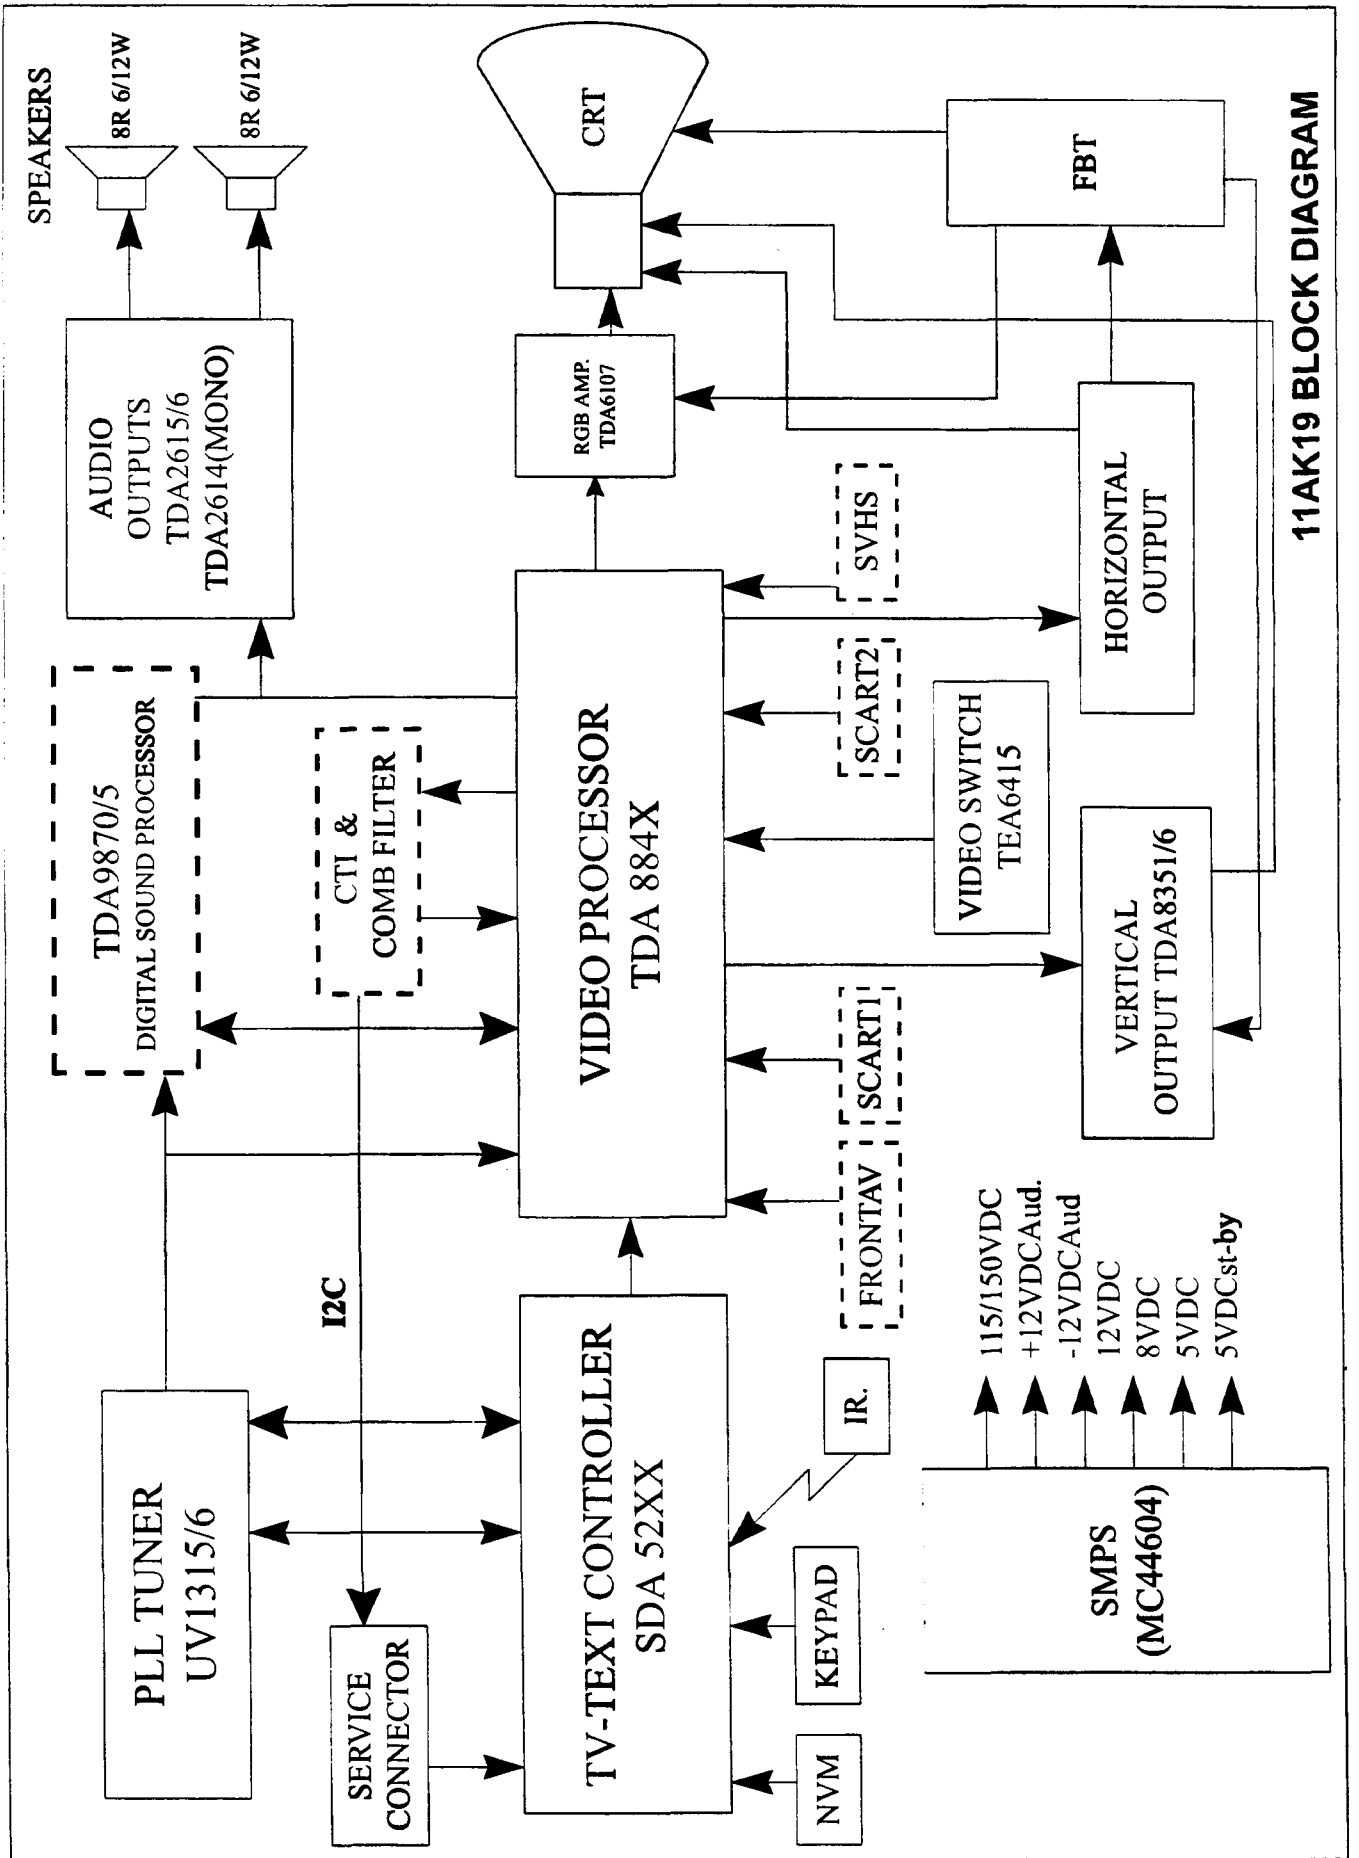 PLL TUNER
UV1315/6
TDA9870/5
DIGITAL SOUND PROCESSOR
AUDIO
OUTPUTS
TDA2615/6
TDA2614(MONO)
SPEAKERS
8R 6/12W
8R 6/12W
SERVICE
CONNECTOR
I2C
CTI &
COMB FILTER
TV-TEXT CONTROLLER
SDA 52XX
VIDEO PROCESSOR
TDA 884X
RGB AMP.
TDA6107
CRT
NVM
KEYPAD
IR.
FRONTAV
SCART1
SCART2
SVHS
VIDEO SWITCH
TEA6415
SMPS
(MC44604)
115/150VDC
+12VDCAud.
-12VDCAud
12VDC
8VDC
5VDC
5VDCst-by
VERTICAL
OUTPUT TDA8351/6
HORIZONTAL
OUTPUT
FBT
11AK19 BLOCK DIAGRAM